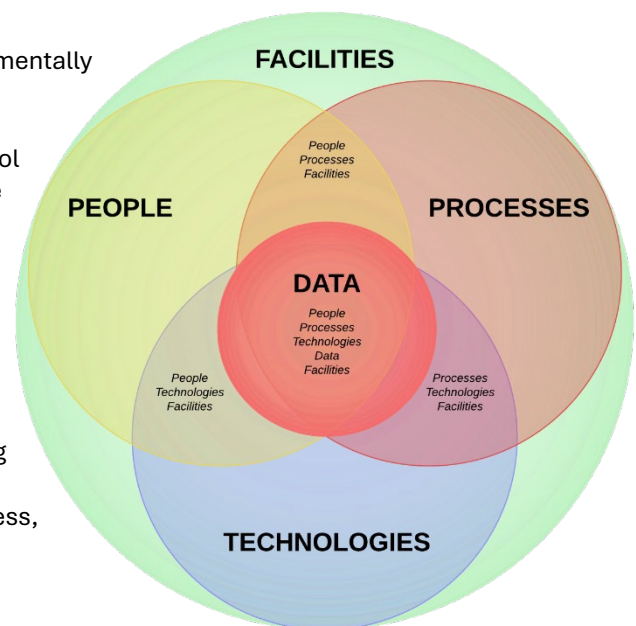 mentally
FACILITIES
ol
People
Processes
Facilities
PEOPLE
PROCESSES
DATA
People
Processes
Technologies
Data
Facilities
People
Technologies
Facilities
Processes
Technologies
Facilities
g
ess,
TECHNOLOGIES